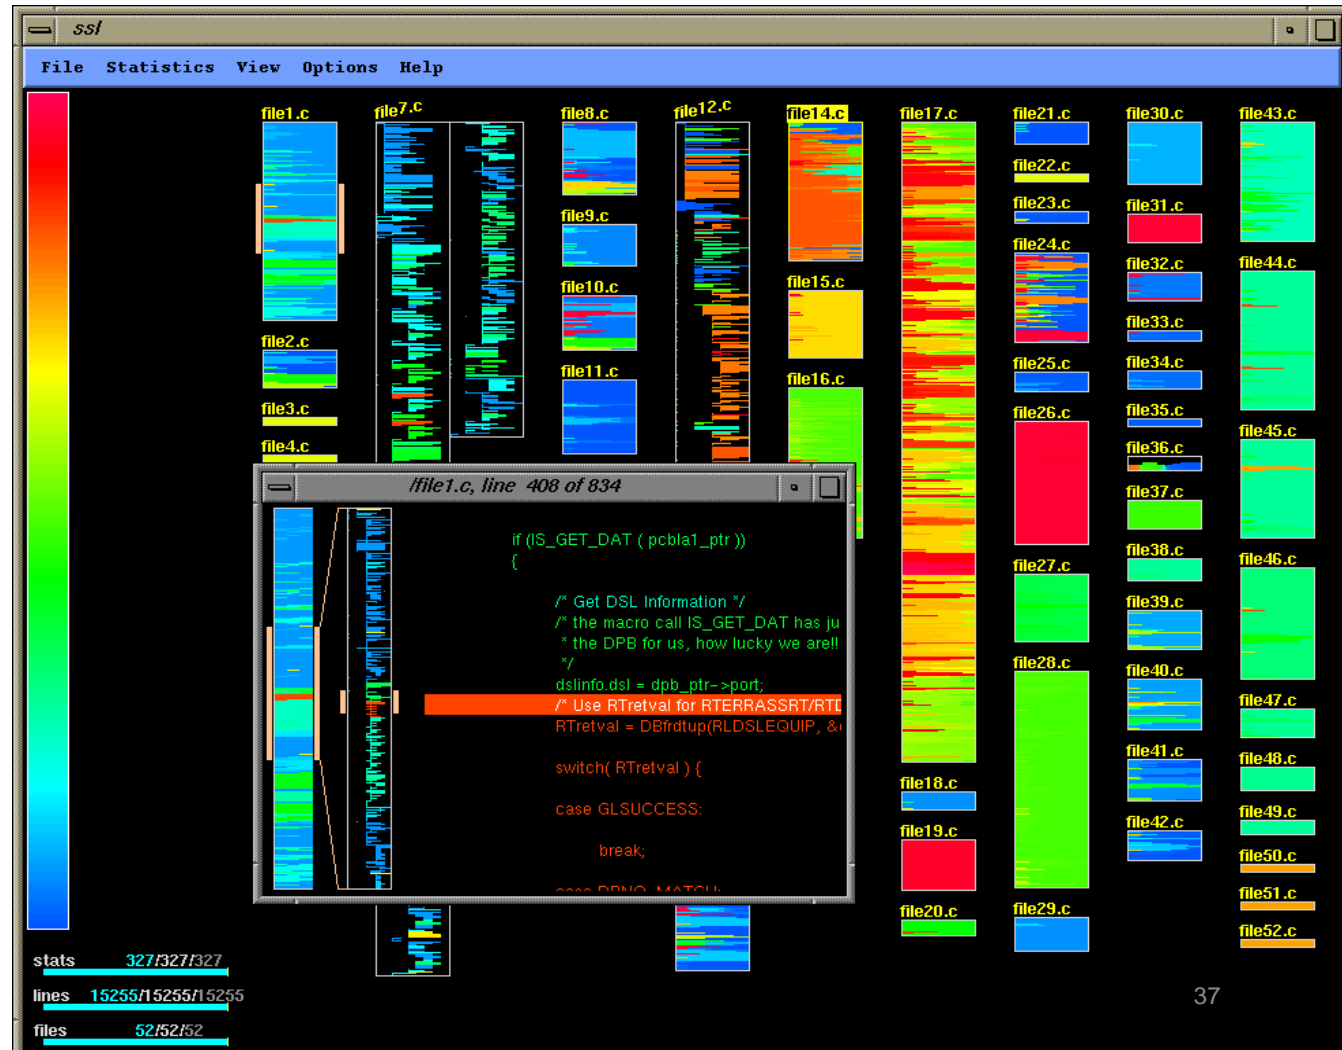 ssl
File Statistics View Options Help
file1.c
file2.c
file3.c
file4.c
file7.c
file8.c
file9.c
file10.c
file11.c
file12.c
file14.c
file15.c
file16.c
file17.c
file18.c
file19.c
file20.c
file21.c
file22.c
file23.c
file24.c
file25.c
file26.c
file27.c
file28.c
file29.c
file30.c
file31.c
file32.c
file33.c
file34.c
file35.c
file36.c
file37.c
file38.c
file39.c
file40.c
file41.c
file42.c
file43.c
file44.c
file45.c
file46.c
file47.c
file48.c
file49.c
file50.c
file51.c
file52.c
/file1.c, line 408 of 834
if (IS_GET_DAT ( pcbla1_ptr ))
{
/* Get DSL Information */
/* the macro call IS_GET_DAT has ju
* the DPB for us, how lucky we are!!
*/
dslinfo.dsl = dpb_ptr->port;
/* Use RTretval for RTERRASSRT/RTD
RTretval = DBfrdtup(RLDSLEQUIP, &
switch( RTretval ) {
case GLSUCCESS:
break;
case DBNO_MATCH:
stats 327/327/327
lines 15255/15255/15255
files 52/52/52
37